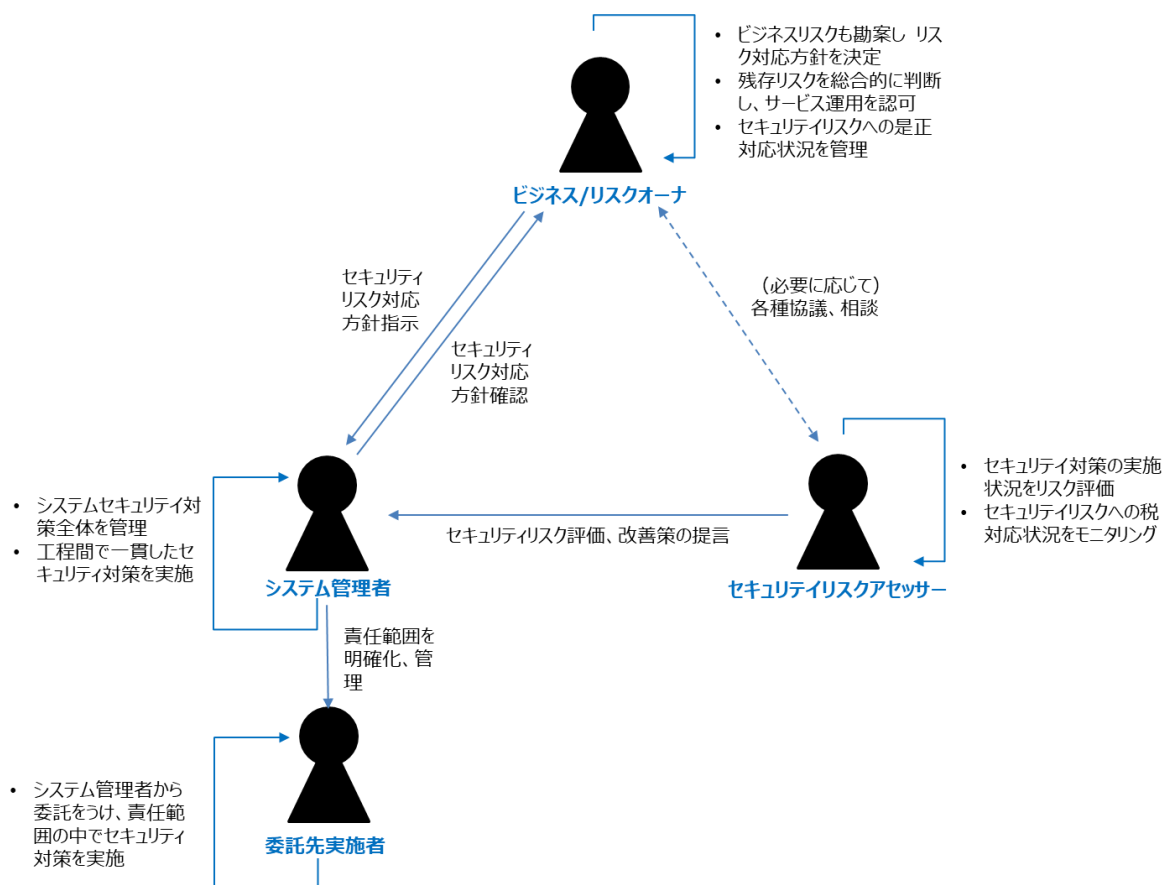 • ビジネスリスクも勘案し リス
ク対応方針を決定
• 残存リスクを総合的に判断
し、サービス運用を認可
• セキュリテイリスクへの是正
対応状況を管理
ビジネス/リスクオーナ
セキュリティ
リスク対応
方針指示
（必要に応じて）
各種協議、相談
セキュリティ
リスク対応
方針確認
• システムセキュリテイ対
策全体を管理
• 工程間で一貫したセ
キュリティ対策を実施
システム管理者
セキュリティリスク評価、改善策の提言
• セキュリテイ対策の実施
状況をリスク評価
• セキュリテイリスクへの税
対応状況をモニタリング
セキュリテイリスクアセッサー
責任範囲を
明確化、管
理
• システム管理者から
委託をうけ、責任範
囲の中でセキュリティ
対策を実施
委託先実施者